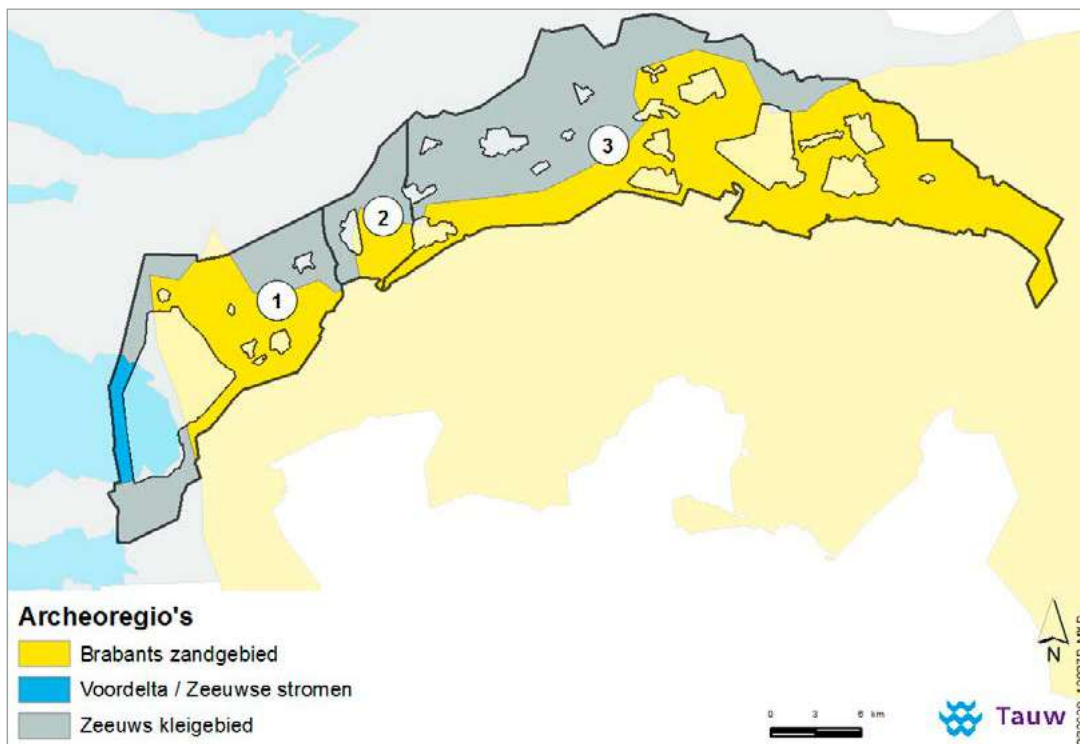 3
2
1
Archeoregio's
Brabants zandgebied
Voordelta / Zeeuwse stromen
Zeeuws kleigebied
N
0 3 6 km
Tauw